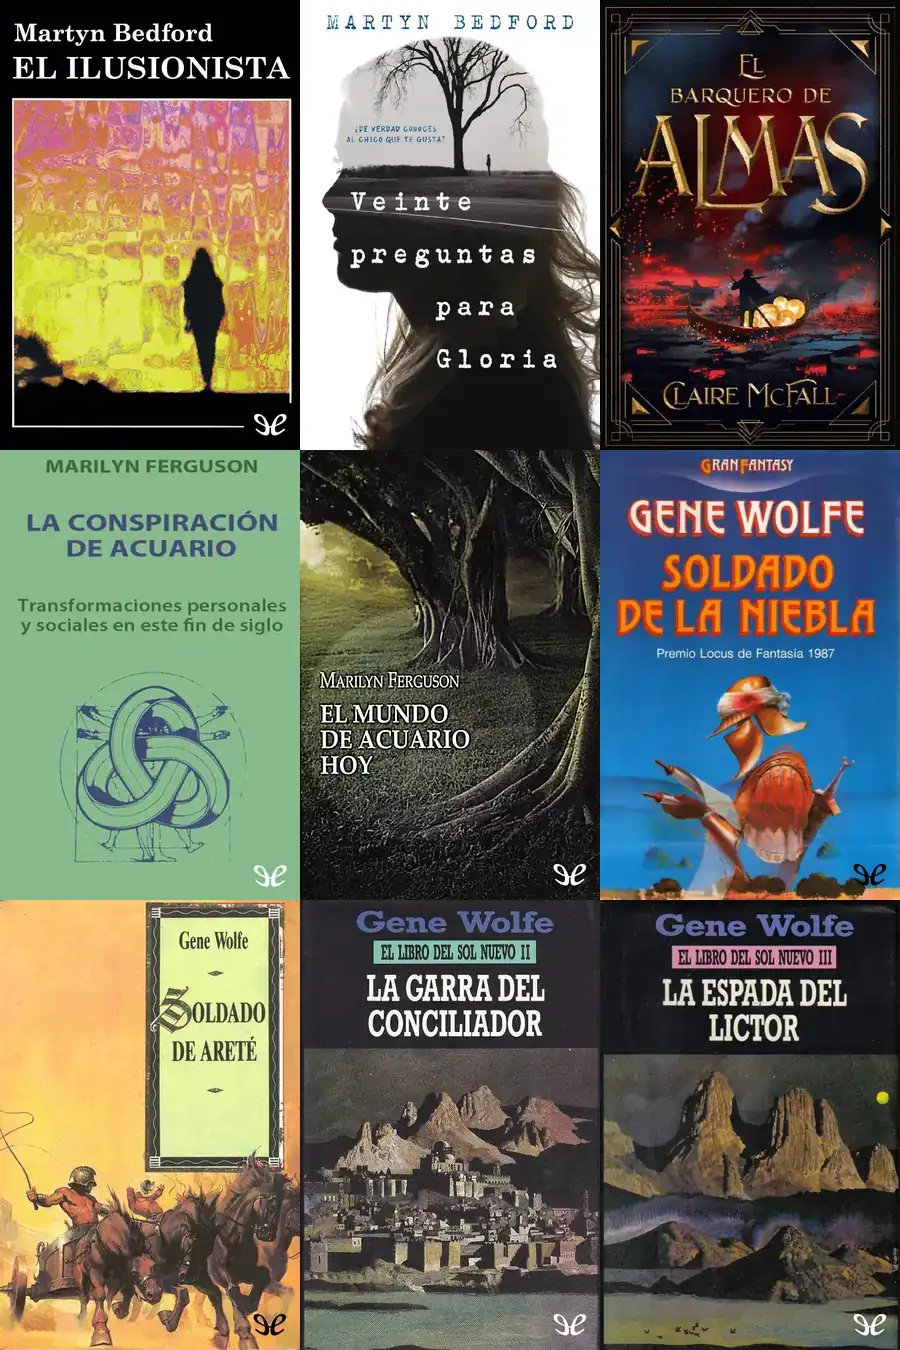 Martyn Bedford
EL ILUSIONISTA
MARTYN BEDFORD
¿DE VERDAD CONOCES
AL CHICO QUE TE GUSTA?
Veinte
preguntas
para
Gloria
EL
BARQUERO DE
ALMAS
CLAIRE MCFALL
MARILYN FERGUSON
LA CONSPIRACIÓN
DE ACUARIO
Transformaciones personales
y sociales en este fin de siglo
MARILYN FERGUSON
EL MUNDO
DE ACUARIO
HOY
GRAN FANTASY
GENE WOLFE
SOLDADO
DE LA NIEBLA
Premio Locus de Fantasía 1987
Gene Wolfe
SOLDADO
DE ARETÉ
Gene Wolfe
EL LIBRO DEL SOL NUEVO II
LA GARRA DEL
CONCILIADOR
Gene Wolfe
EL LIBRO DEL SOL NUEVO III
LA ESPADA DEL
LICTOR